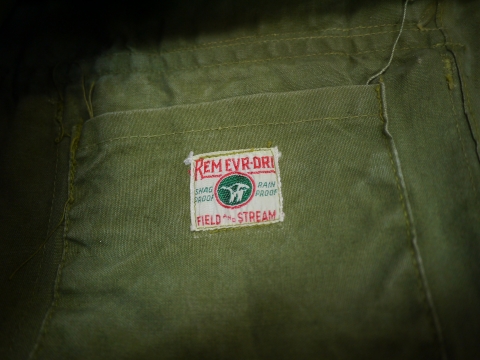 REM EVR-DRI
SNAG PROOF
RAIN PROOF
FIELD AND STREAM